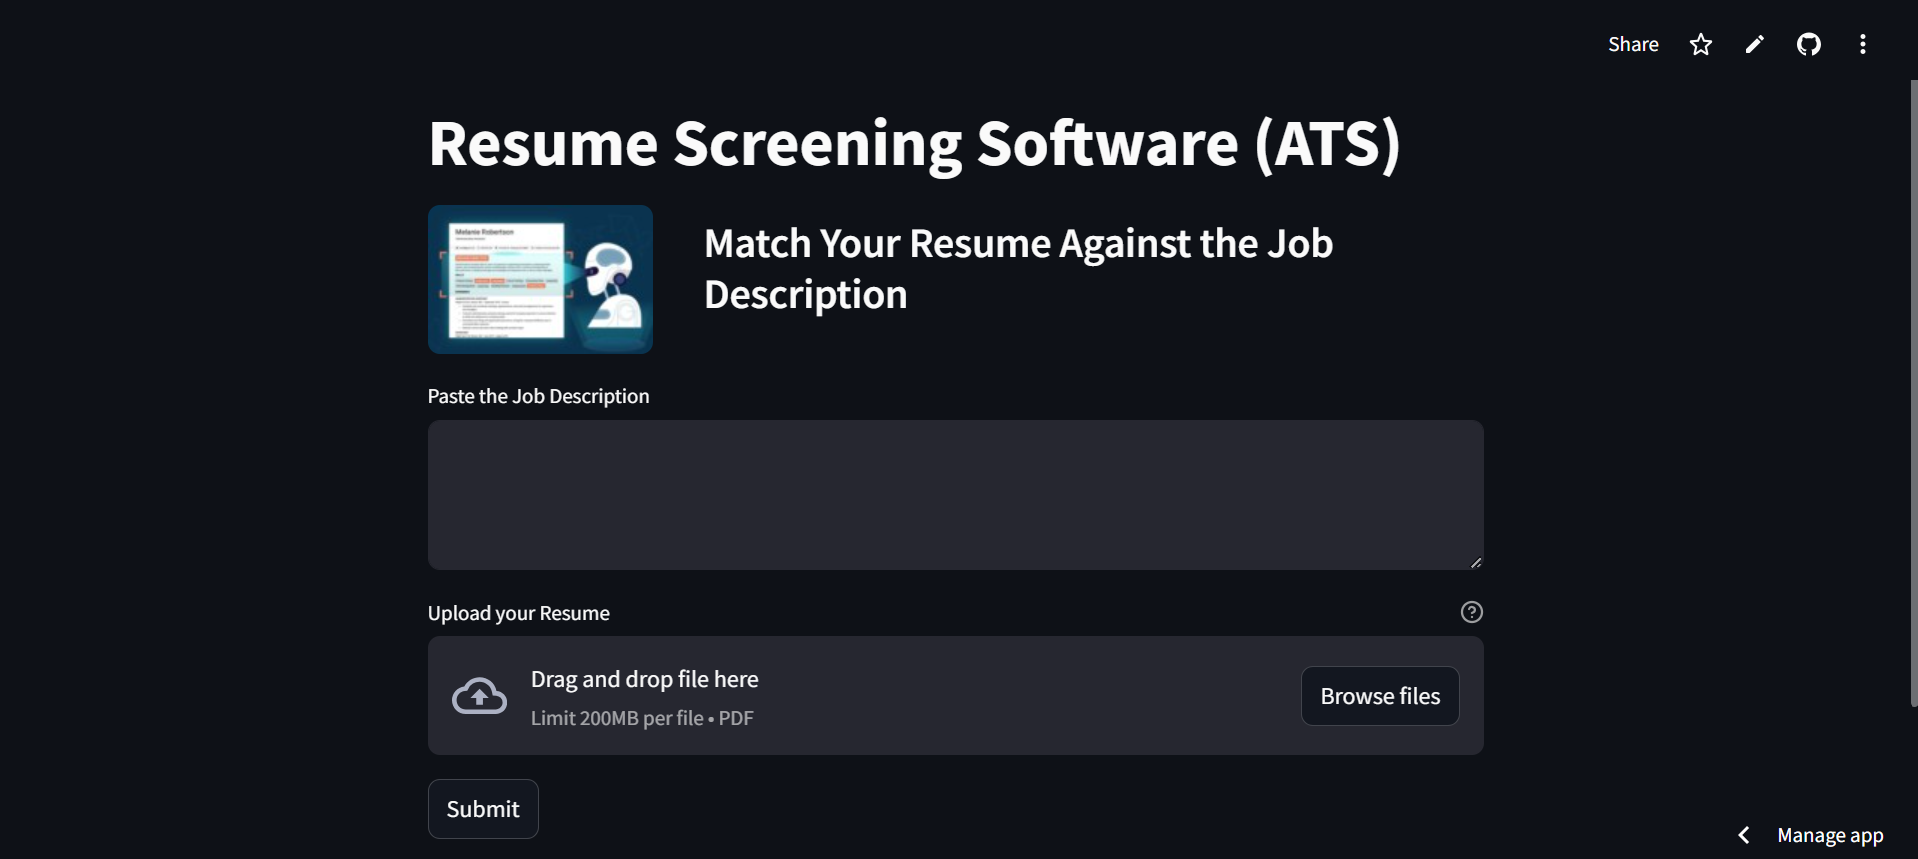 Share
Resume Screening Software (ATS)
Melanie Robertson
Match Your Resume Against the Job
Description
Paste the Job Description
Upload your Resume
Drag and drop file here
Limit 200MB per file • PDF
Browse files
Submit
Manage app